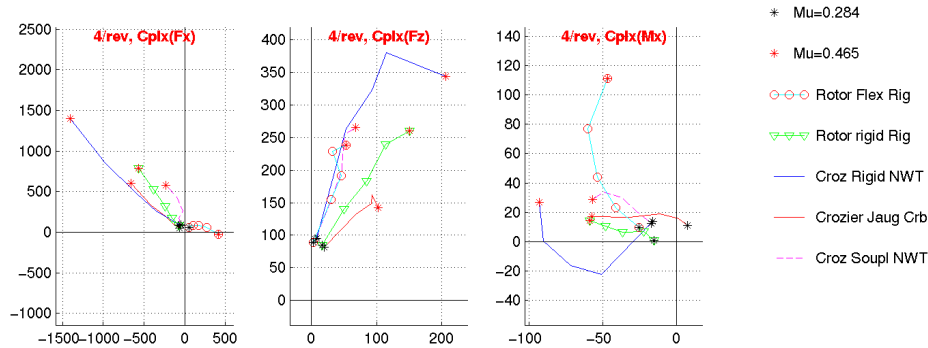 4/rev, Cplx(Fx)
2500
2000
1500
1000
500
0
-500
-1000
-1500-1000 -500 0 500
4/rev, Cplx(Fz)
400
350
300
250
200
150
100
50
0
0 100 200
4/rev, Cplx(Mx)
140
120
100
80
60
40
20
0
-20
-40
-100 -50 0
Mu=0.284
Mu=0.465
Rotor Flex Rig
Rotor rigid Rig
Croz Rigid NWT
Crozier Jaug Crb
Croz Soupl NWT